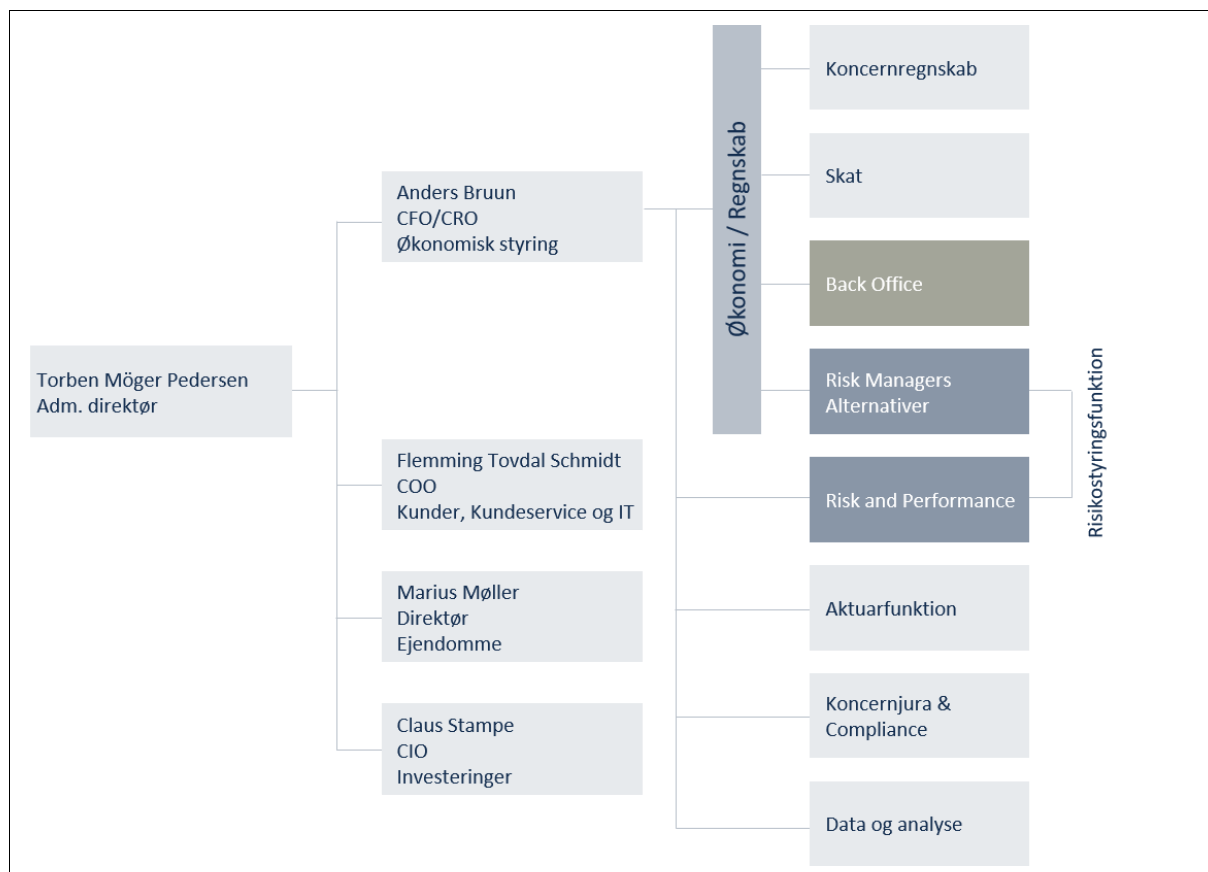 Torben Möger Pedersen
Adm. direktør
Anders Bruun
CFO/CRO
Økonomisk styring
Flemming Tovdal Schmidt
COO
Kunder, Kundeservice og IT
Marius Møller
Direktør
Ejendomme
Claus Stampe
CIO
Investeringer
Økonomi / Regnskab
Koncernregnskab
Skat
Back Office
Risk Managers
Alternativer
Risk and Performance
Aktuarfunktion
Koncernjura &
Compliance
Data og analyse
Risikostyringsfunktion